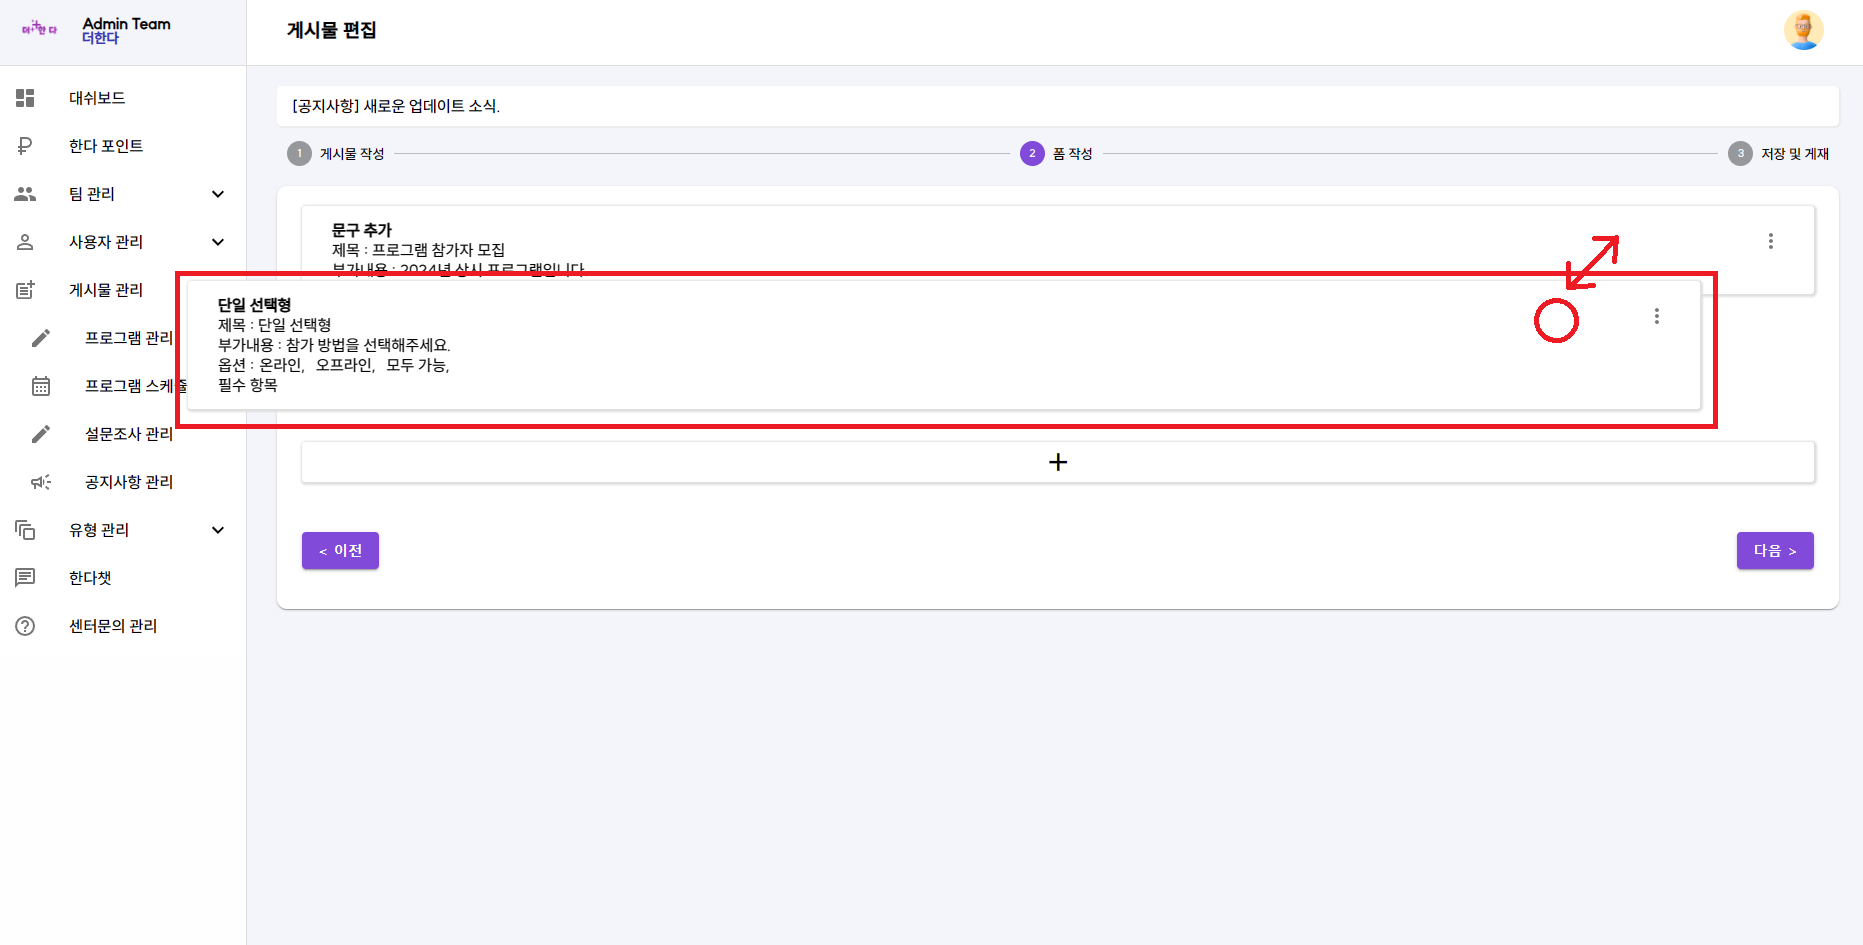 더한다
Admin Team
더한다
게시물 편집
대쉬보드
한다 포인트
팀 관리
사용자 관리
게시물 관리
프로그램 관리
프로그램 스케줄
설문조사 관리
공지사항 관리
유형 관리
한다챗
센터문의 관리
[공지사항] 새로운 업데이트 소식.
1 게시물 작성
2 폼 작성
3 저장 및 게재
문구 추가
제목 : 프로그램 참가자 모집
부가내용 : 2024년 상시 프로그램입니다
단일 선택형
제목 : 단일 선택형
부가내용 : 참가 방법을 선택해주세요.
옵션 : 온라인, 오프라인, 모두 가능,
필수 항목
+
< 이전
다음 >